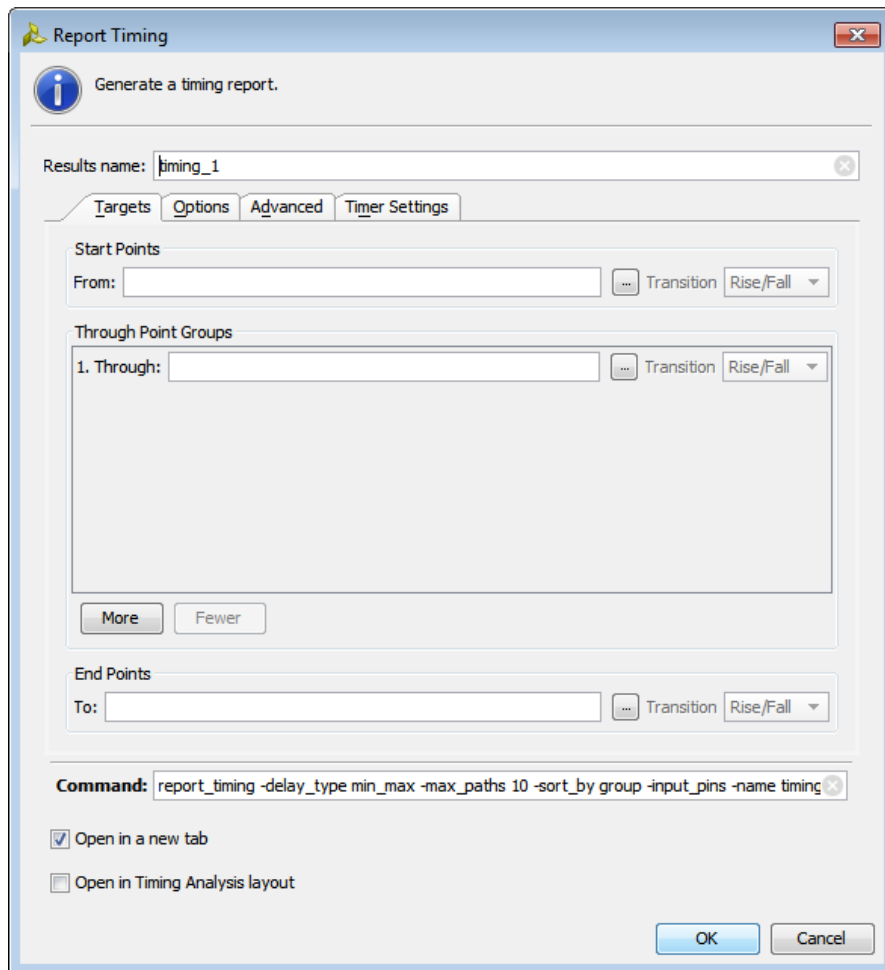 Report Timing
Generate a timing report.
Results name: timing_1
Targets Options Advanced Timer Settings
Start Points
From: ... Transition Rise/Fall
Through Point Groups
1. Through: ... Transition Rise/Fall
More Fewer
End Points
To: ... Transition Rise/Fall
Command: report_timing -delay_type min_max -max_paths 10 -sort_by group -input_pins -name timing
Open in a new tab
Open in Timing Analysis layout
OK Cancel